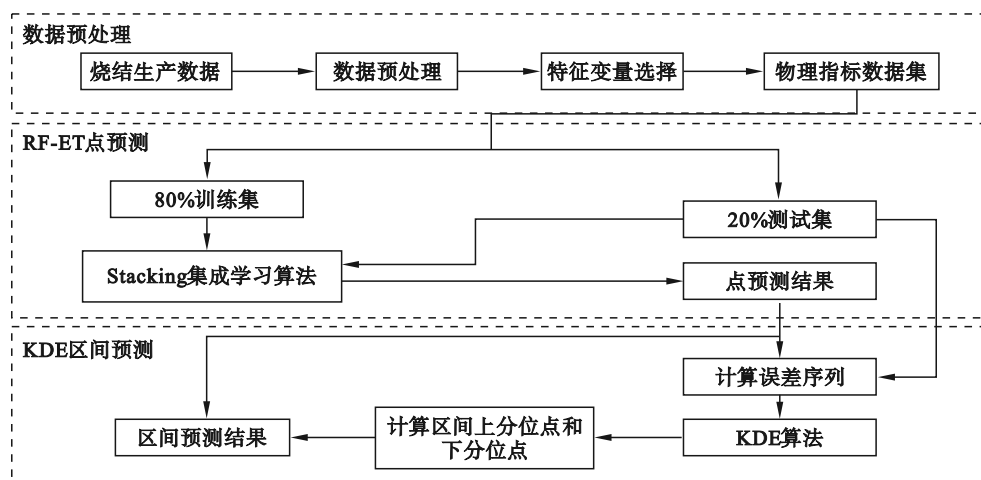 数据预处理
烧结生产数据
数据预处理
特征变量选择
物理指标数据集
RF-ET点预测
80%训练集
20%测试集
Stacking集成学习算法
点预测结果
KDE区间预测
计算误差序列
区间预测结果
计算区间上分位点和
下分位点
KDE算法